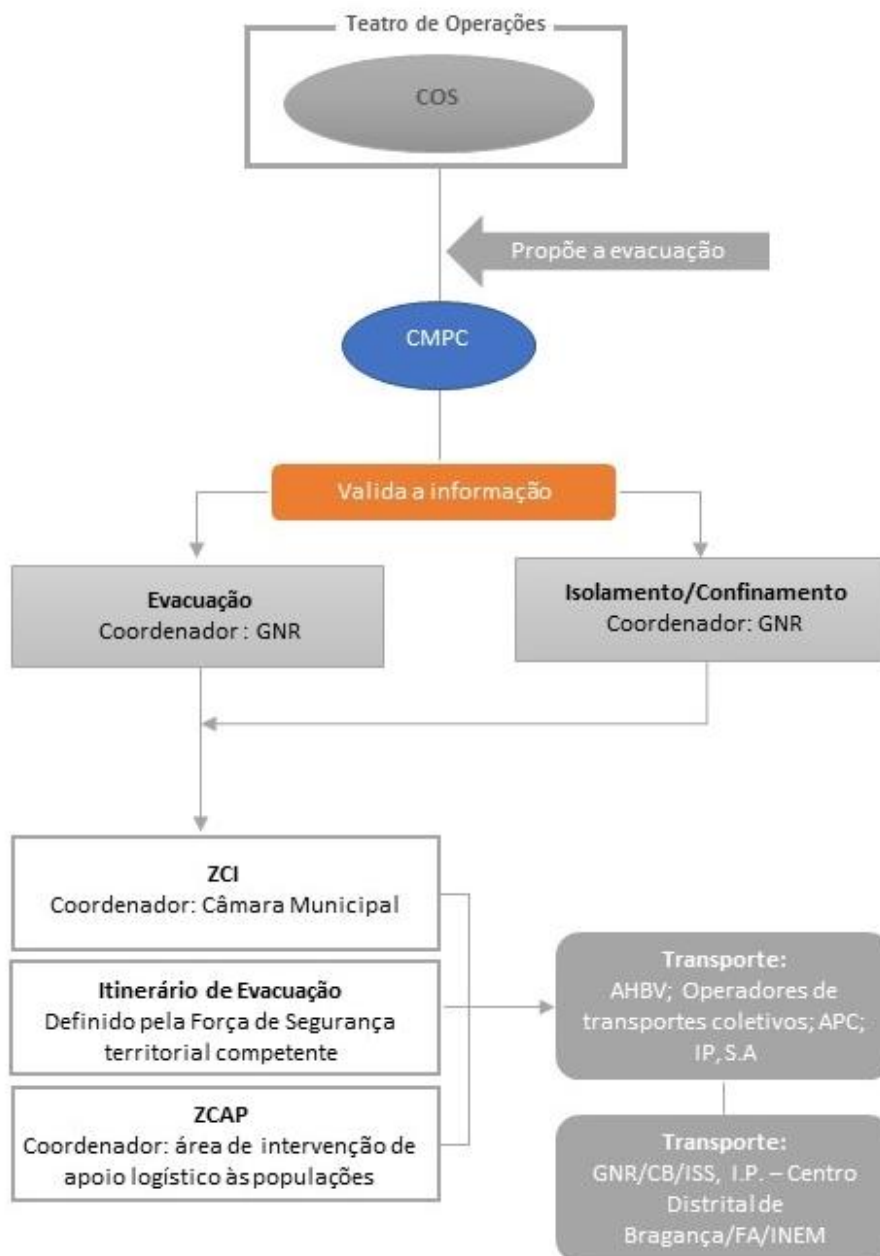 Teatro de Operações
COS
Propõe a evacuação
CMPC
Valida a informação
Evacuação
Coordenador : GNR
Isolamento/Confinamento
Coordenador: GNR
ZCI
Coordenador: Câmara Municipal
Itinerário de Evacuação
Definido pela Força de Segurança
territorial competente
ZCAP
Coordenador: área de intervenção de
apoio logístico às populações
Transporte:
AHBV; Operadores de
transportes coletivos; APC;
IP, S.A
Transporte:
GNR/CB/ISS, I.P. – Centro
Distrital de
Bragança/FA/INEM